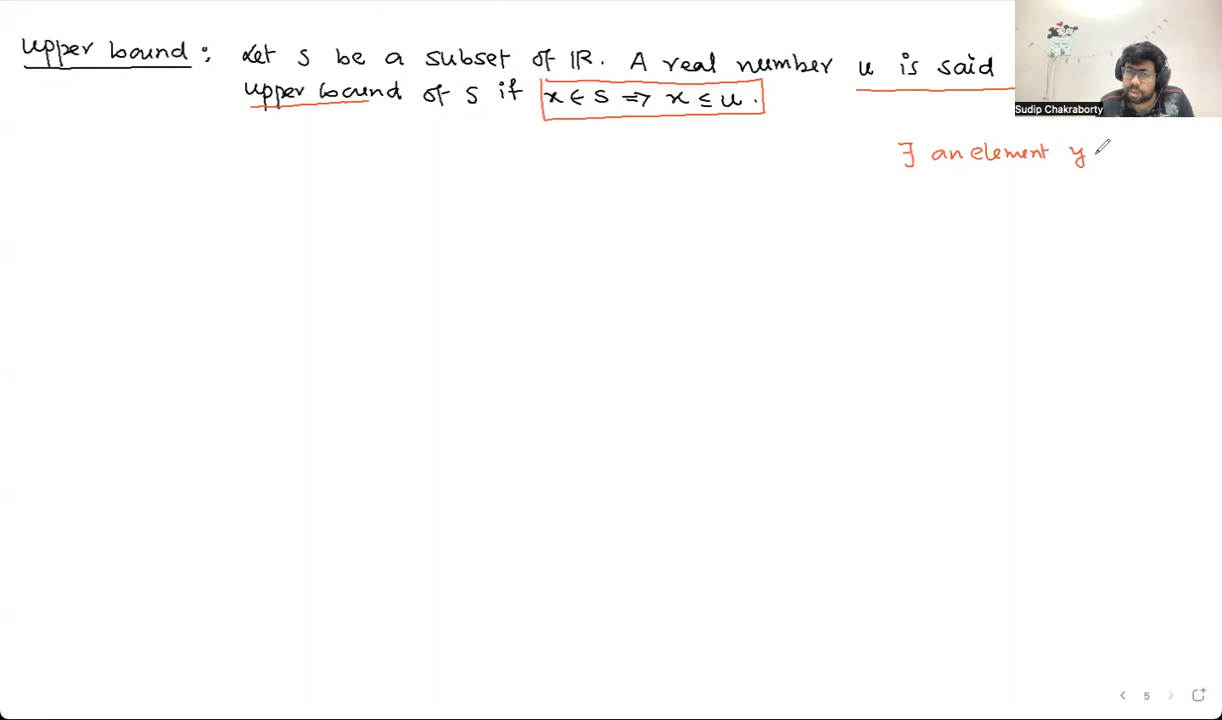 upper bound : Let S be a subset of ℝ. A real number u is said
upper bound of S if x ∈ S ⇒ x ≤ u.
Sudip Chakraborty
∃ an element y
5